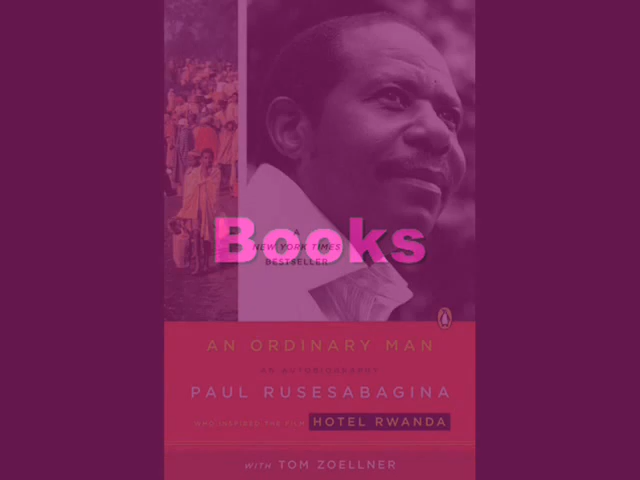 Books
A
NEW YORK TIMES
BESTSELLER
AN ORDINARY MAN
AN AUTOBIOGRAPHY
PAUL RUSESABAGINA
WHO INSPIRED THE FILM HOTEL RWANDA
WITH TOM ZOELLNER